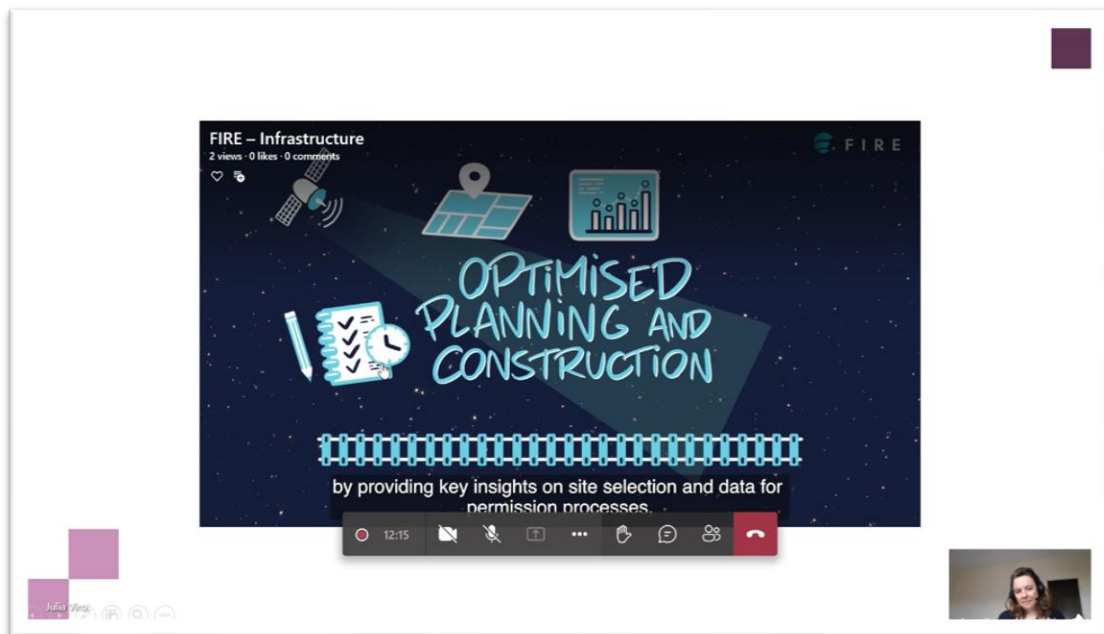 FIRE – Infrastructure
2 views · 0 likes · 0 comments
FIRE
OPTIMISED
PLANNING AND
CONSTRUCTION
by providing key insights on site selection and data for
permission processes.
12:15
Julia